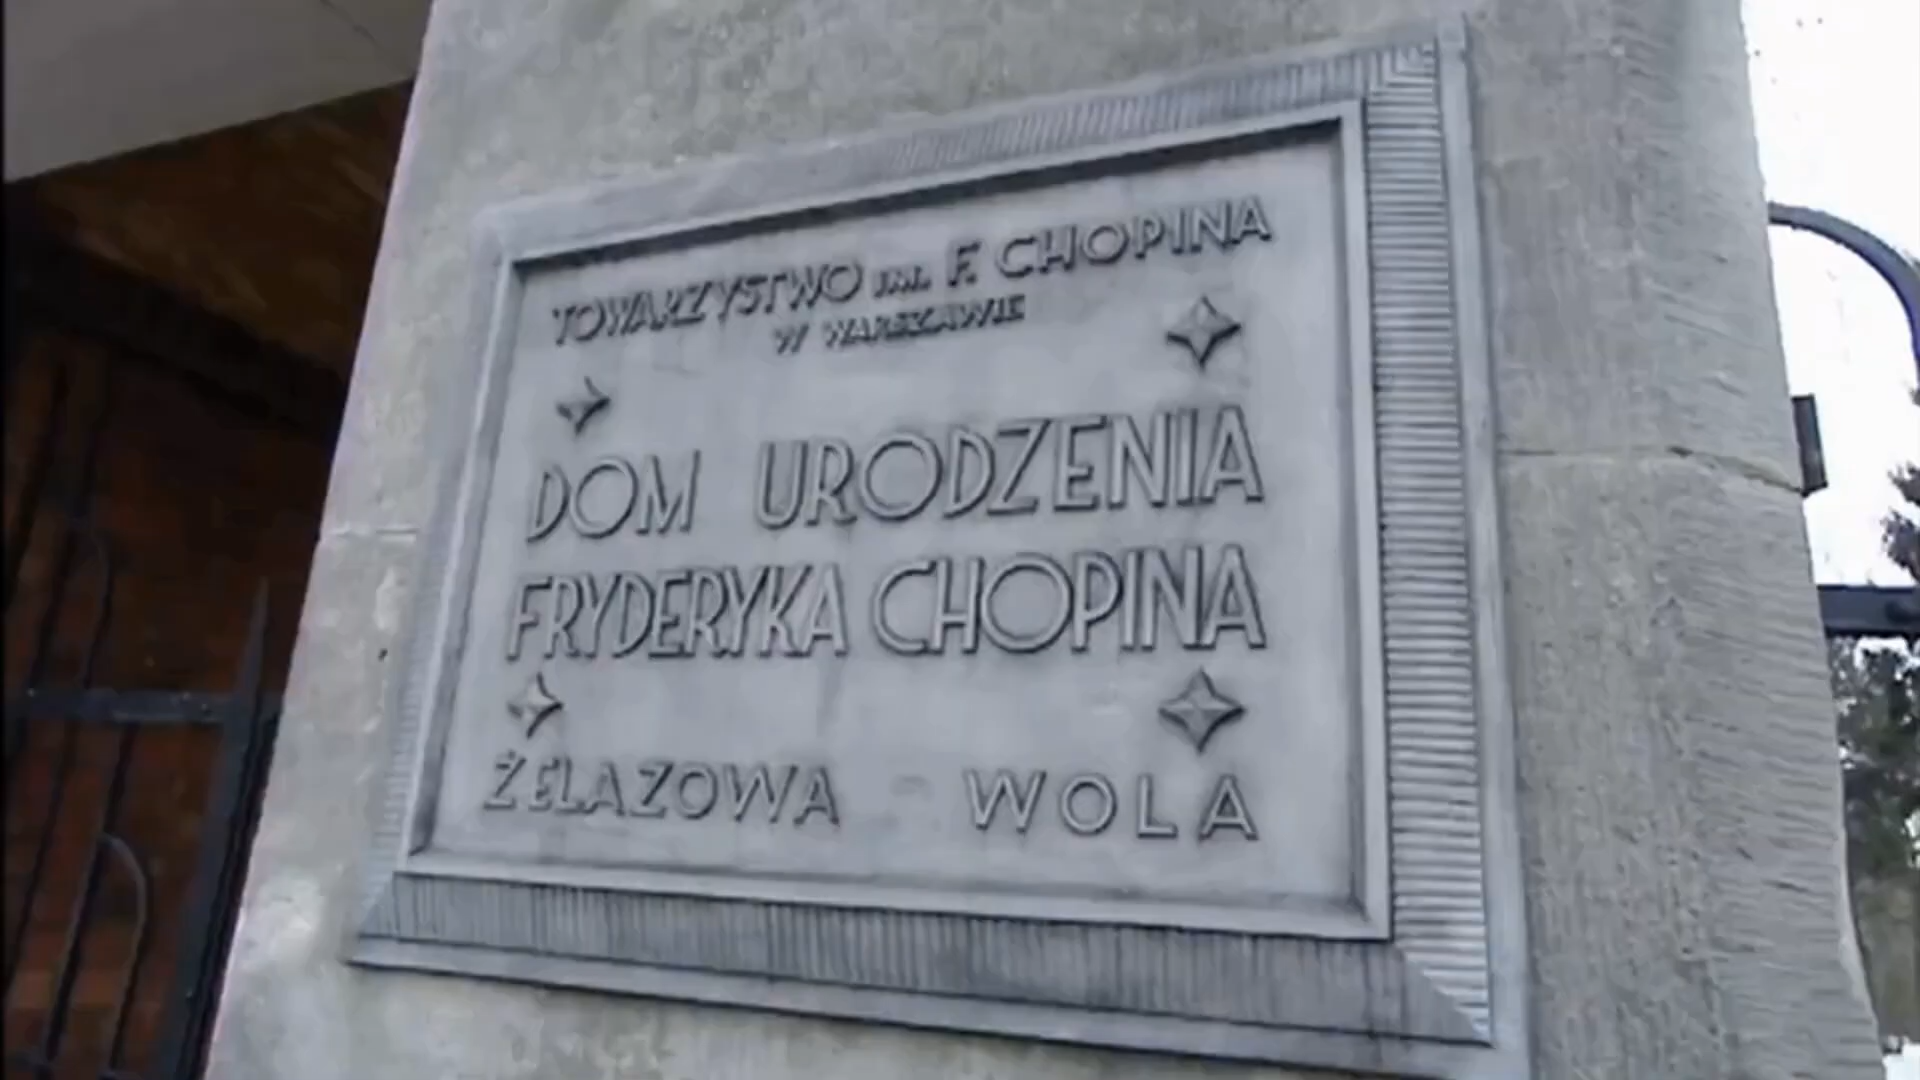 TOWARZYSTWO IM. F. CHOPINA
W WARSZAWIE
DOM URODZENIA
FRYDERYKA CHOPINA
ŻELAZOWA - WOLA